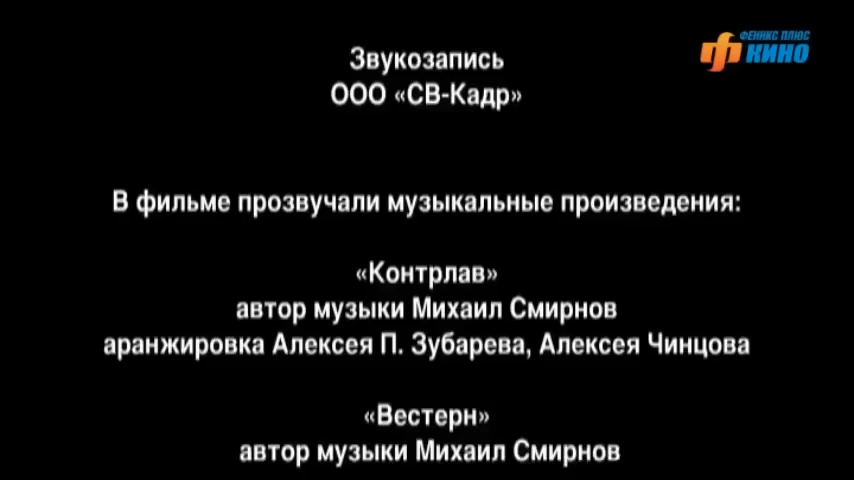 ФЕНИКС ПЛЮС
КИНО
Звукозапись
ООО «СВ-Кадр»
В фильме прозвучали музыкальные произведения:
«Контрлав»
автор музыки Михаил Смирнов
аранжировка Алексея П. Зубарева, Алексея Чинцова
«Вестерн»
автор музыки Михаил Смирнов